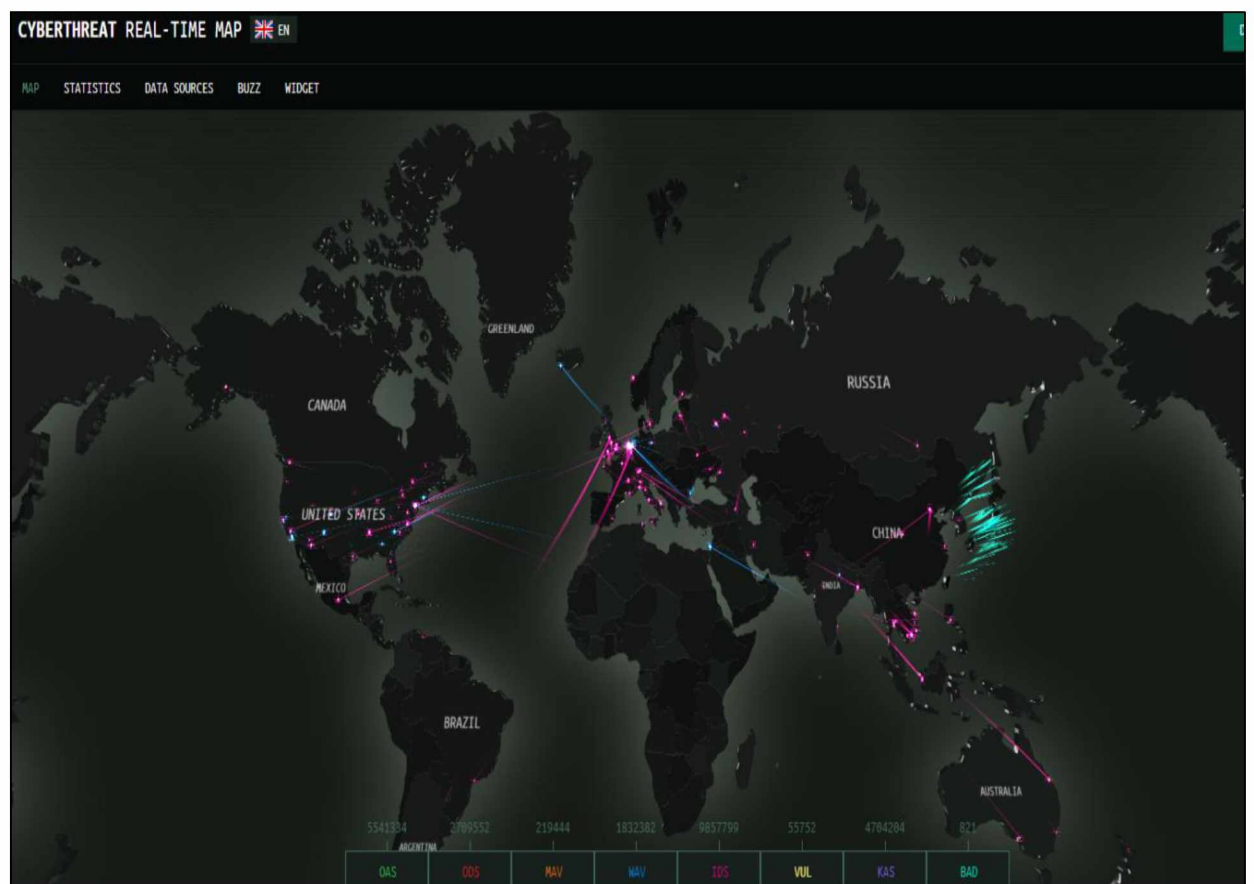 CYBERTHREAT REAL-TIME MAP EN
MAP STATISTICS DATA SOURCES BUZZ WIDGET
GREENLAND
RUSSIA
CANADA
UNITED STATES
CHINA
MEXICO
INDIA
BRAZIL
AUSTRALIA
5541334 2709552 219444 1832382 9857799 55752 4704204 821
ARGENTINA
OAS ODS MAV WAV IDS VUL KAS BAD